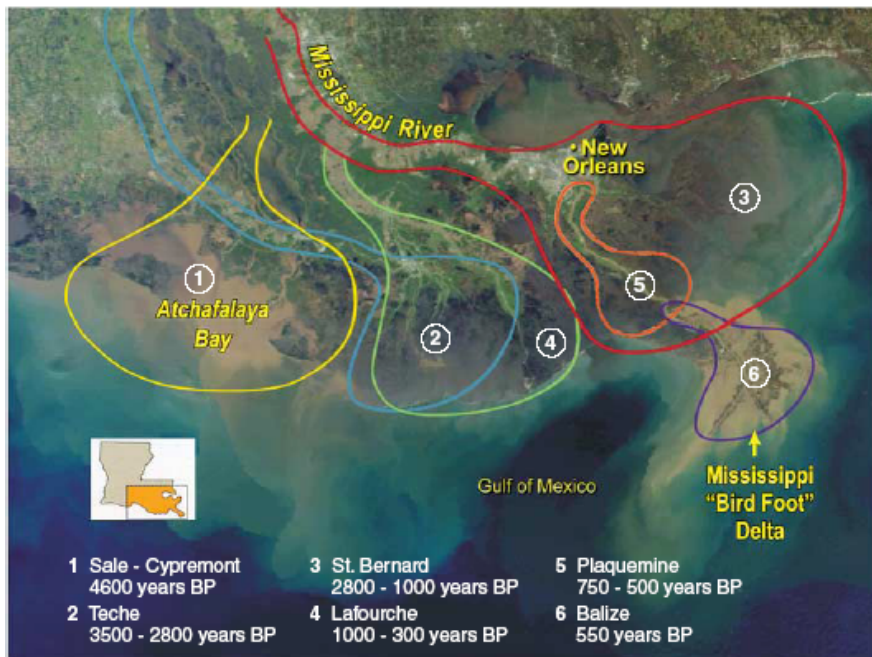 Mississippi River
• New
Orleans
3
1
Atchafalaya
Bay
5
2
4
6
Gulf of Mexico
Mississippi
"Bird Foot"
Delta
1 Sale - Cypremont
4600 years BP
2 Teche
3500 - 2800 years BP
3 St. Bernard
2800 - 1000 years BP
4 Lafourche
1000 - 300 years BP
5 Plaquemine
750 - 500 years BP
6 Balize
550 years BP